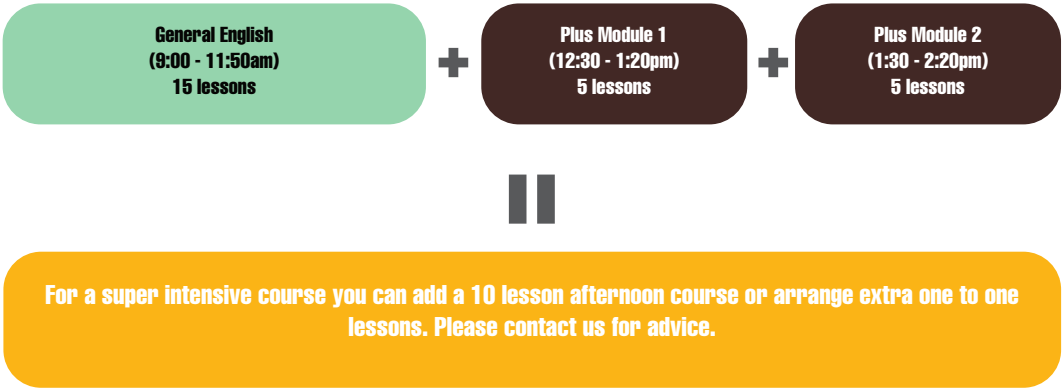 General English
(9:00 - 11:50am)
15 lessons
Plus Module 1
(12:30 - 1:20pm)
5 lessons
Plus Module 2
(1:30 - 2:20pm)
5 lessons
For a super intensive course you can add a 10 lesson afternoon course or arrange extra one to one
lessons. Please contact us for advice.